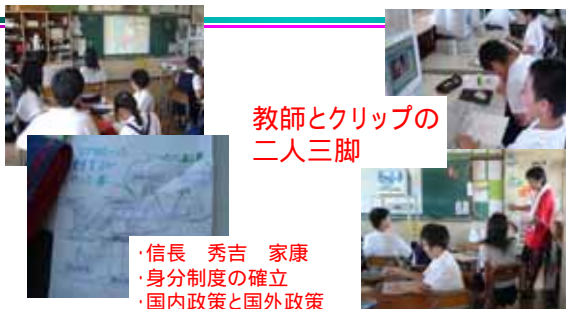 教師とクリップの
二人三脚
・信長　秀吉　家康
・身分制度の確立
・国内政策と国外政策